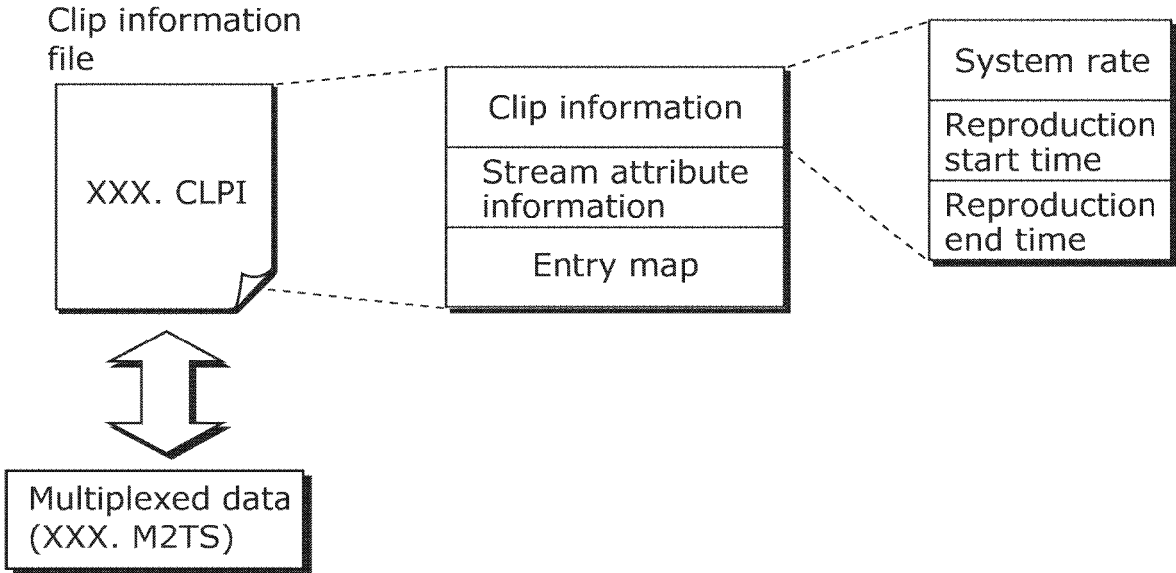 Clip information
file
XXX. CLPI
Multiplexed data
(XXX. M2TS)
Clip information
Stream attribute
information
Entry map
System rate
Reproduction
start time
Reproduction
end time